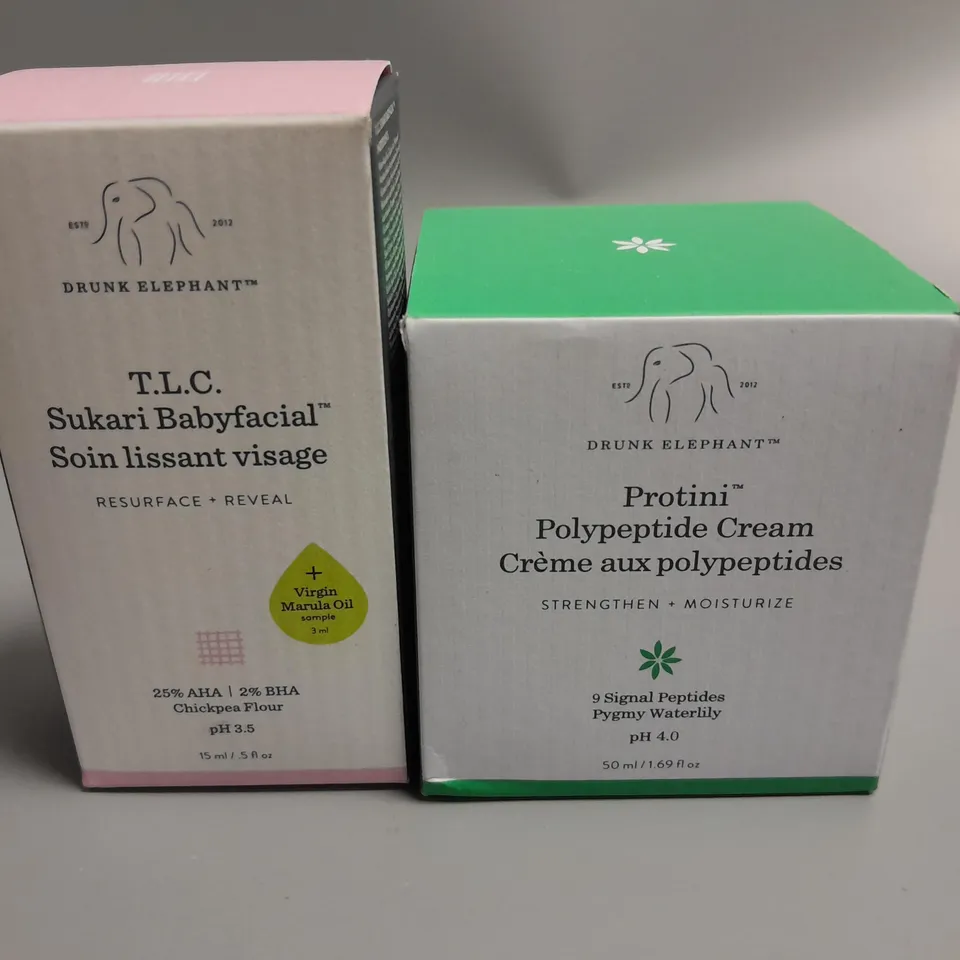 ESTD 2012
DRUNK ELEPHANT™
T.L.C.
Sukari Babyfacial™
Soin lissant visage
RESURFACE + REVEAL
+
Virgin
Marula Oil
sample
3 ml
25% AHA | 2% BHA
Chickpea Flour
pH 3.5
15 ml / .5 fl oz
ESTD 2012
DRUNK ELEPHANT™
Protini™
Polypeptide Cream
Crème aux polypeptides
STRENGTHEN + MOISTURIZE
9 Signal Peptides
Pygmy Waterlily
pH 4.0
50 ml / 1.69 fl oz